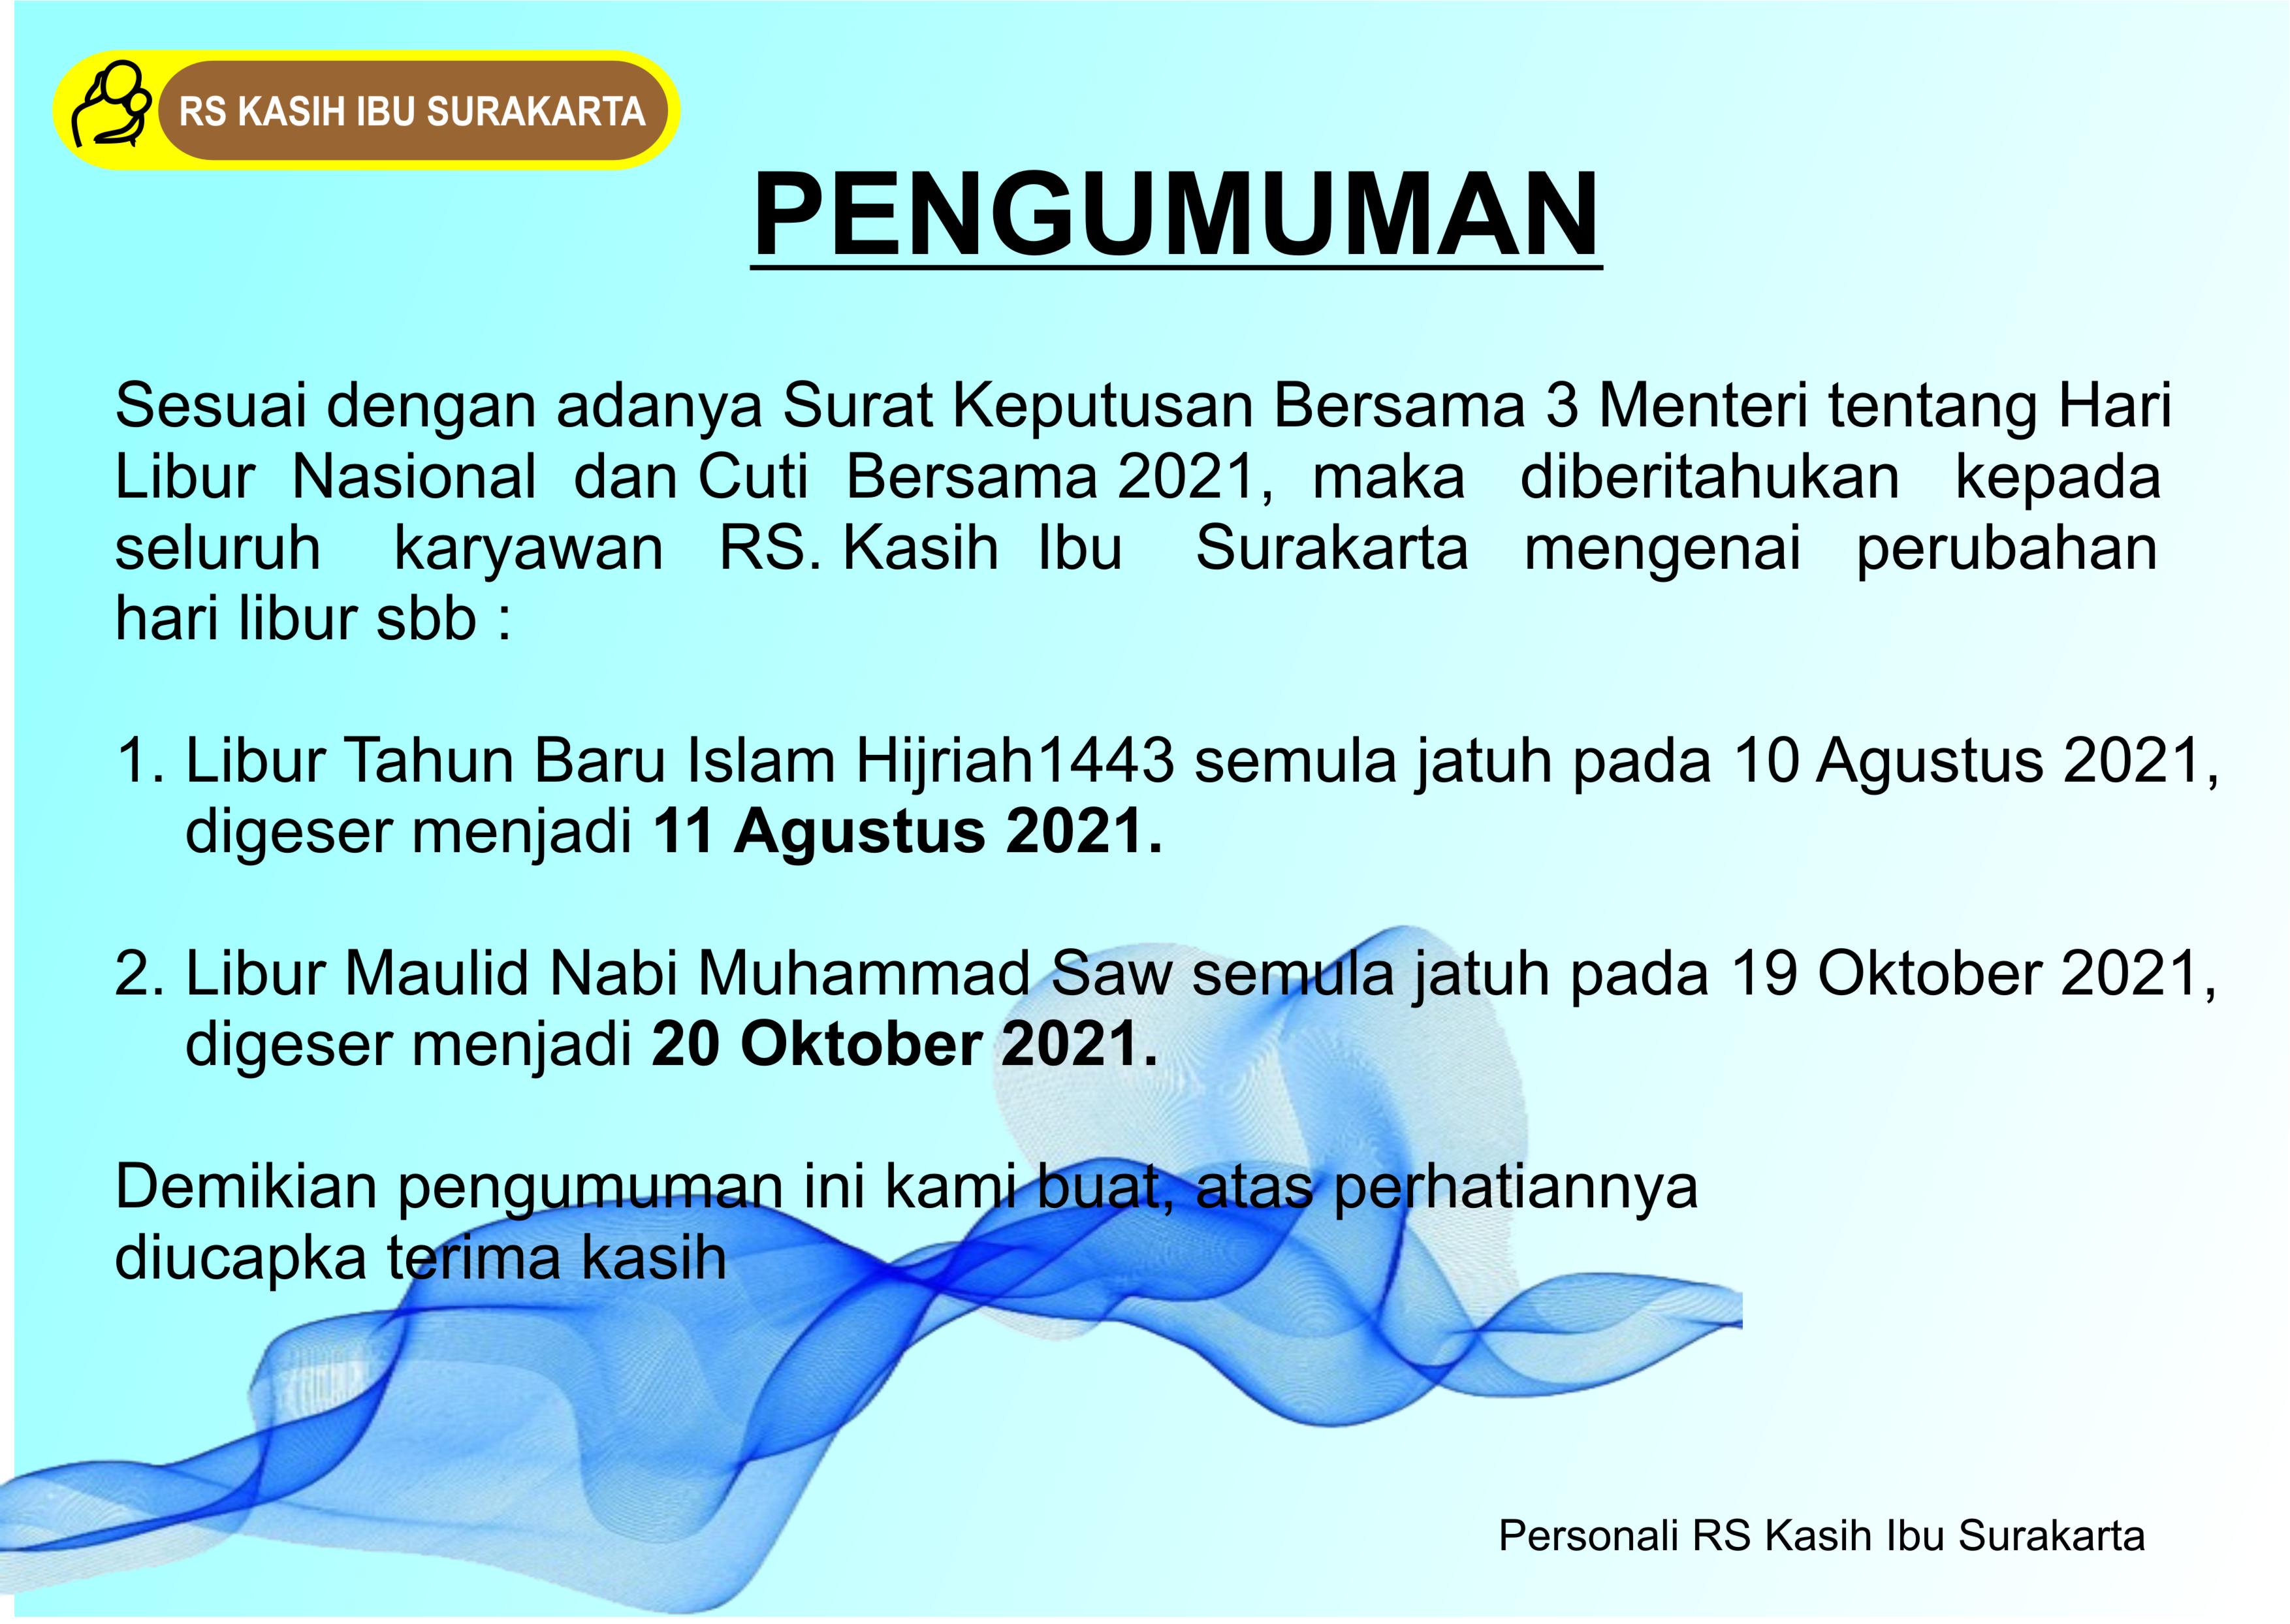 RS KASIH IBU SURAKARTA
PENGUMUMAN
Sesuai dengan adanya Surat Keputusan Bersama 3 Menteri tentang Hari
Libur Nasional dan Cuti Bersama 2021, maka diberitahukan kepada
seluruh karyawan RS. Kasih Ibu Surakarta mengenai perubahan
hari libur sbb :
1. Libur Tahun Baru Islam Hijriah1443 semula jatuh pada 10 Agustus 2021,
digeser menjadi 11 Agustus 2021.
2. Libur Maulid Nabi Muhammad Saw semula jatuh pada 19 Oktober 2021,
digeser menjadi 20 Oktober 2021.
Demikian pengumuman ini kami buat, atas perhatiannya
diucapka terima kasih
Personali RS Kasih Ibu Surakarta